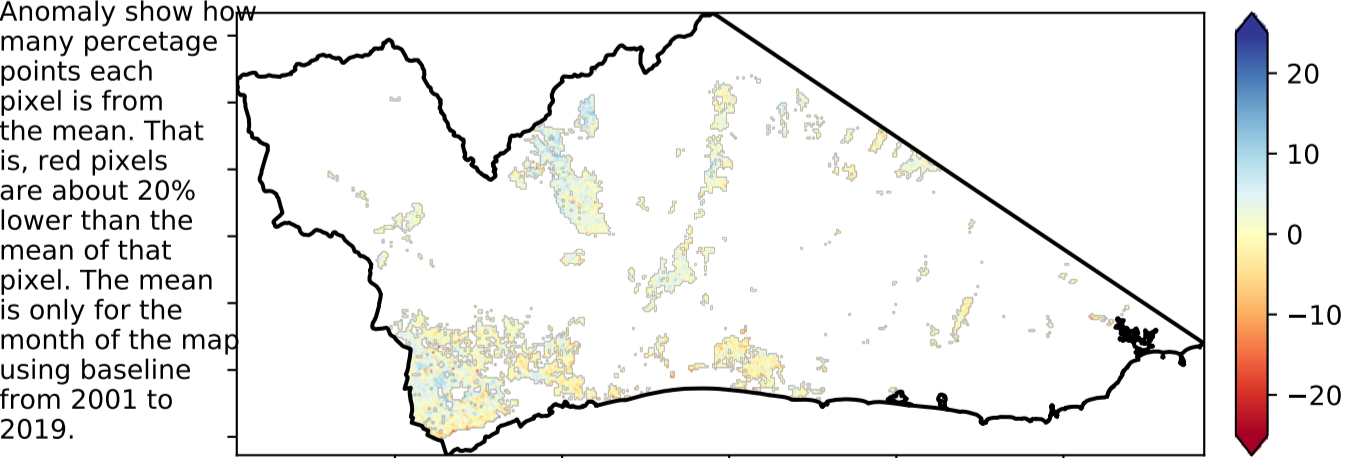 Anomaly show how
many percetage
points each
pixel is from
the mean. That
is, red pixels
are about 20%
lower than the
mean of that
pixel. The mean
is only for the
month of the map
using baseline
from 2001 to
2019.
20
10
0
−10
−20